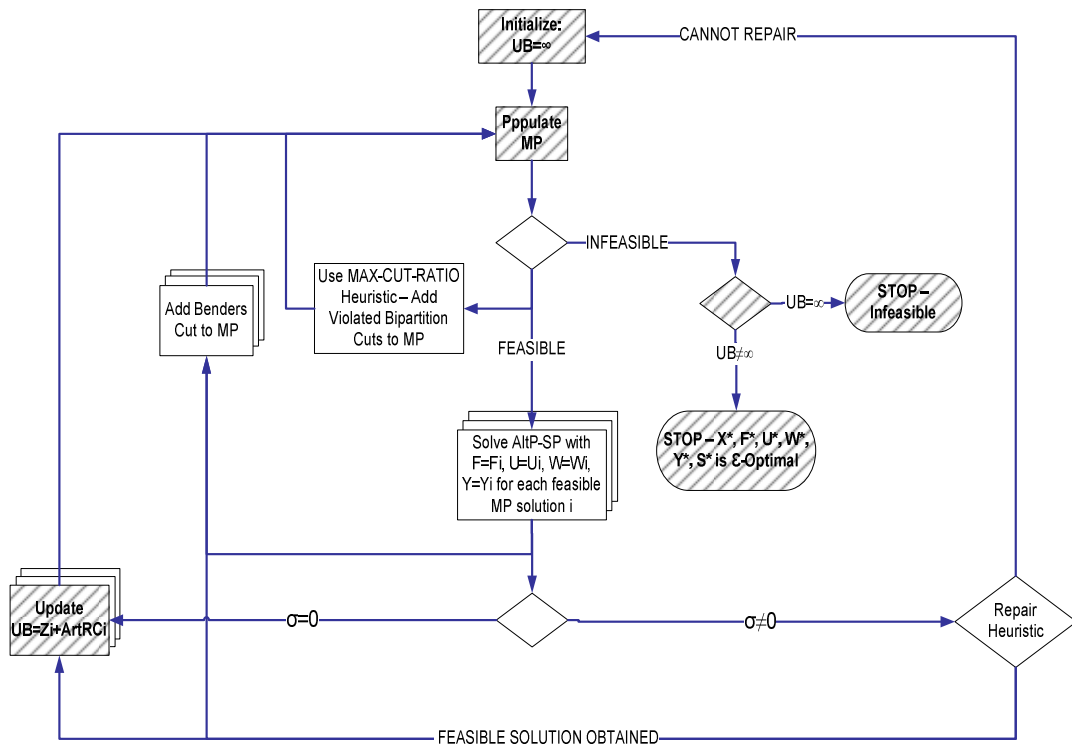 Initialize:
UB=∞
CANNOT REPAIR
Pppulate
MP
INFEASIBLE
Use MAX-CUT-RATIO
Heuristic – Add
Violated Bipartition
Cuts to MP
Add Benders
Cut to MP
UB=∞
STOP –
Infeasible
FEASIBLE
UB≠∞
STOP – X*, F*, U*, W*,
Y*, S* is Ɛ-Optimal
Solve AltP-SP with
F=Fi, U=Ui, W=Wi,
Y=Yi for each feasible
MP solution i
Update
UB=Zi+ArtRCi
σ=0
σ≠0
Repair
Heuristic
FEASIBLE SOLUTION OBTAINED